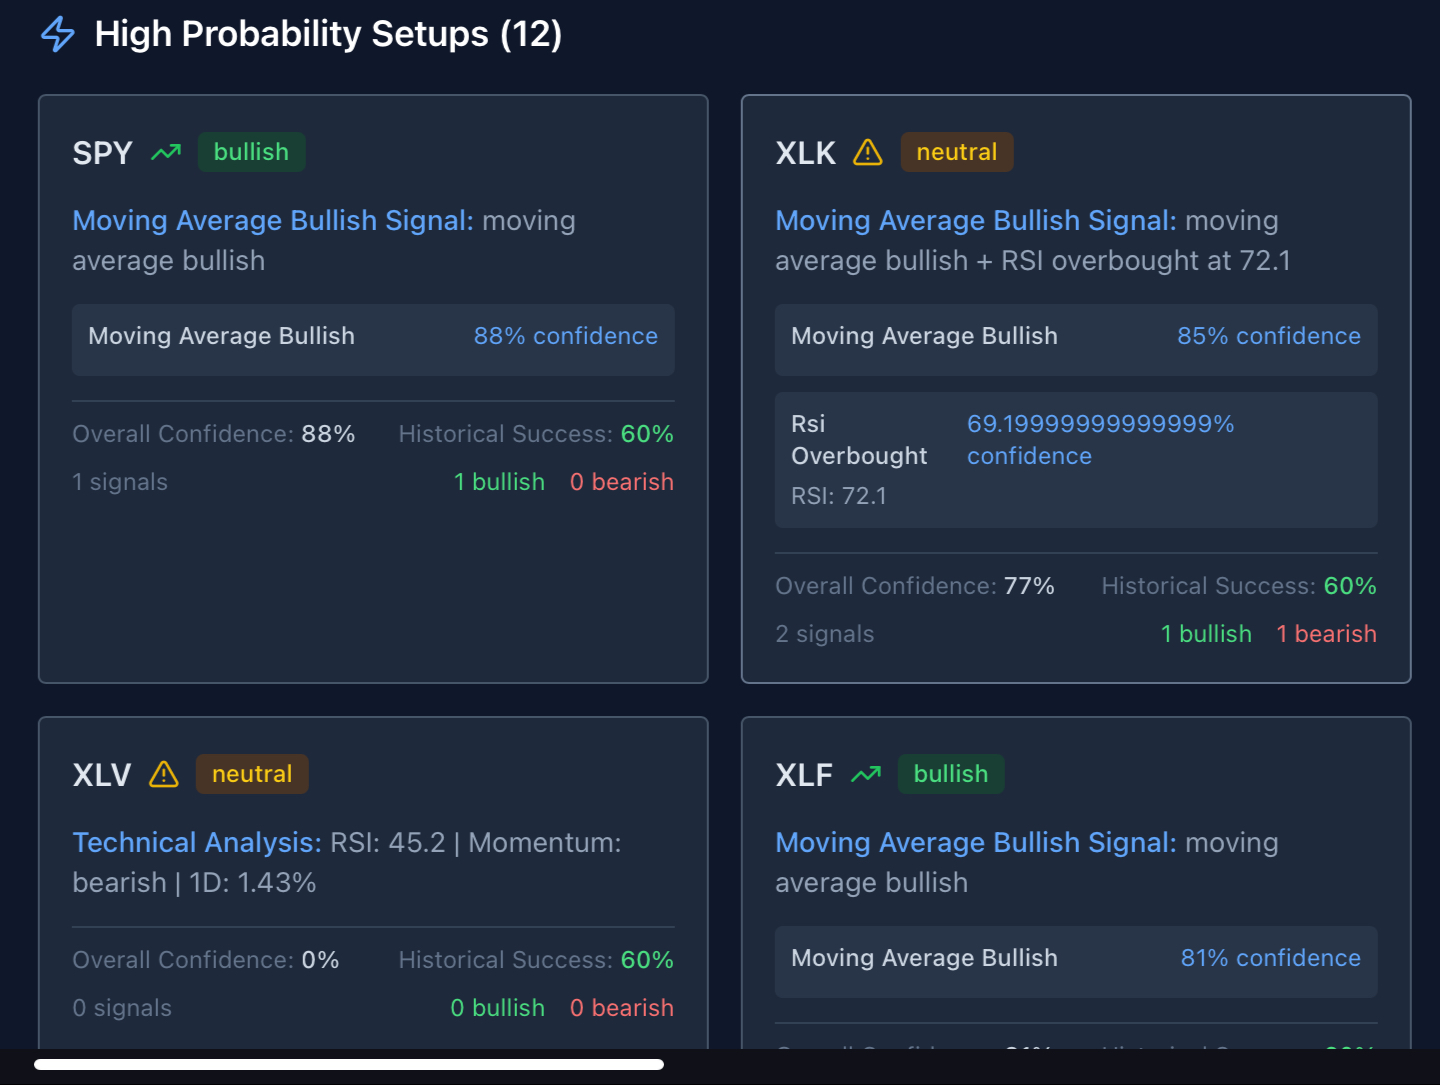 High Probability Setups (12)
SPY bullish
Moving Average Bullish Signal: moving
average bullish
Moving Average Bullish 88% confidence
Overall Confidence: 88% Historical Success: 60%
1 signals 1 bullish 0 bearish
XLK neutral
Moving Average Bullish Signal: moving
average bullish + RSI overbought at 72.1
Moving Average Bullish 85% confidence
Rsi
Overbought
69.19999999999999%
confidence
RSI: 72.1
Overall Confidence: 77% Historical Success: 60%
2 signals 1 bullish 1 bearish
XLV neutral
Technical Analysis: RSI: 45.2 | Momentum:
bearish | 1D: 1.43%
Overall Confidence: 0% Historical Success: 60%
0 signals 0 bullish 0 bearish
XLF bullish
Moving Average Bullish Signal: moving
average bullish
Moving Average Bullish 81% confidence